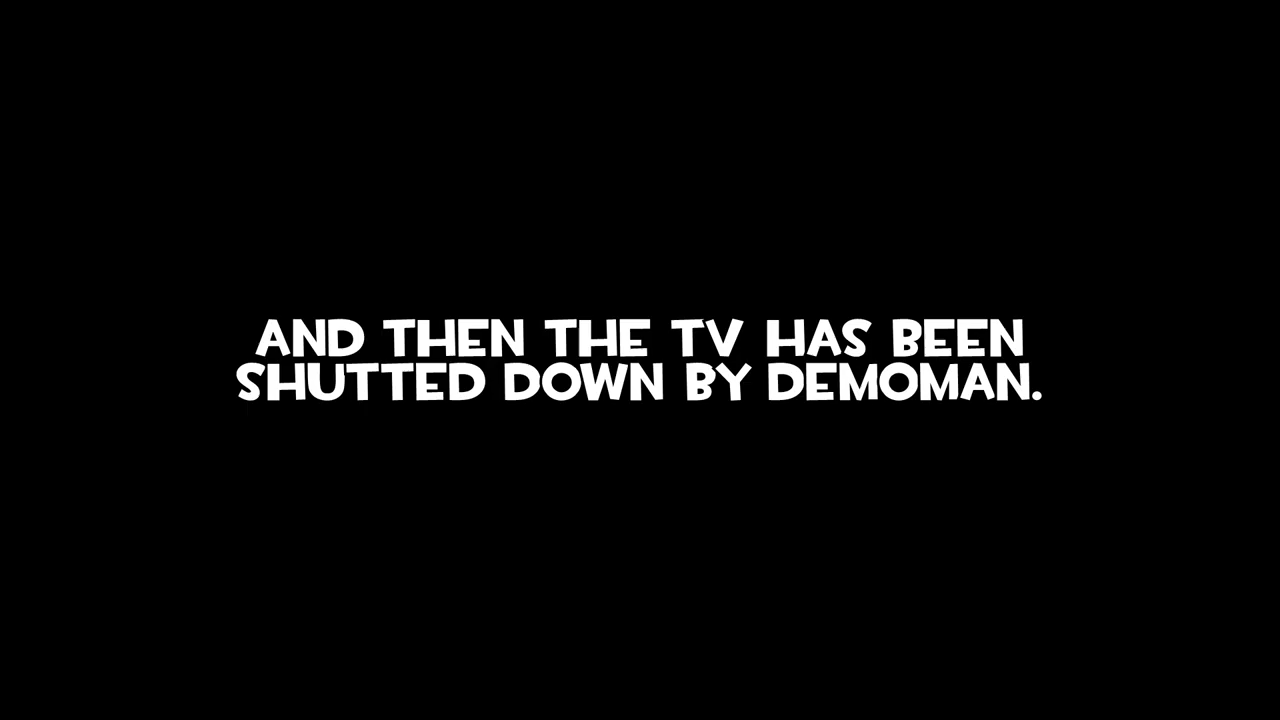 AND THEN THE TV HAS BEEN
SHUTTED DOWN BY DEMOMAN.